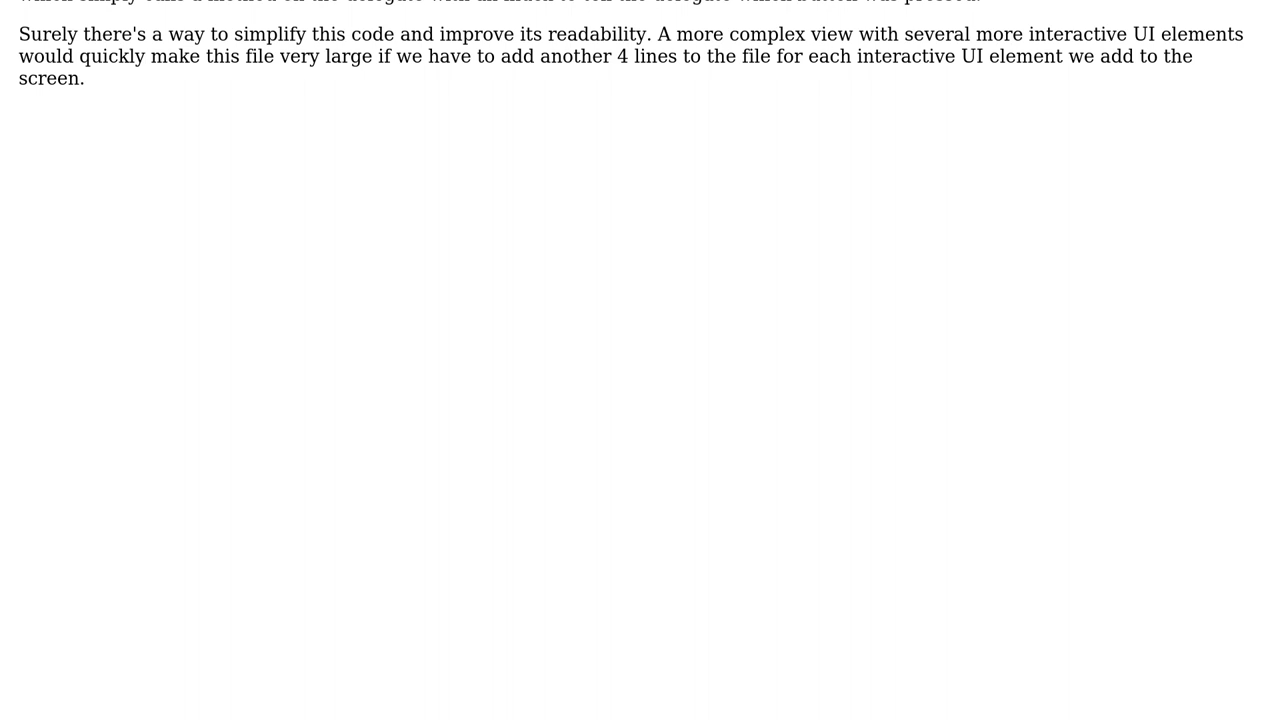 Surely there's a way to simplify this code and improve its readability. A more complex view with several more interactive UI elements
would quickly make this file very large if we have to add another 4 lines to the file for each interactive UI element we add to the
screen.